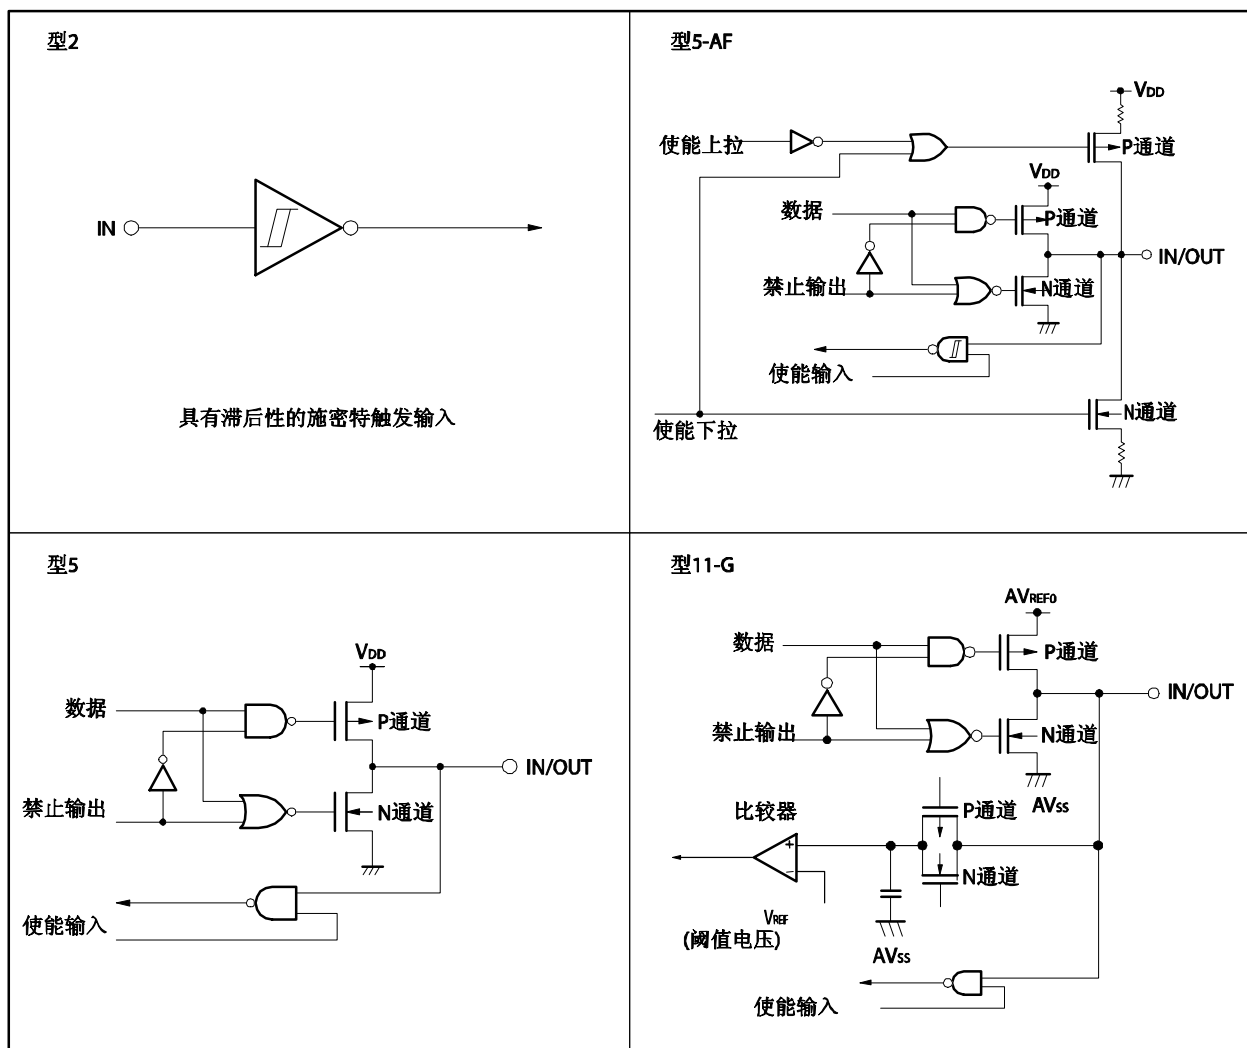 型2
IN
具有滞后性的施密特触发输入
型5-AF
VDD
使能上拉
P通道
VDD
数据
P通道
IN/OUT
禁止输出
N通道
使能输入
N通道
使能下拉
型5
VDD
数据
P通道
IN/OUT
禁止输出
N通道
使能输入
型11-G
AVREF0
数据
P通道
IN/OUT
禁止输出
N通道
AVSS
比较器
P通道
+
−
N通道
VREF
(阈值电压)
AVSS
使能输入